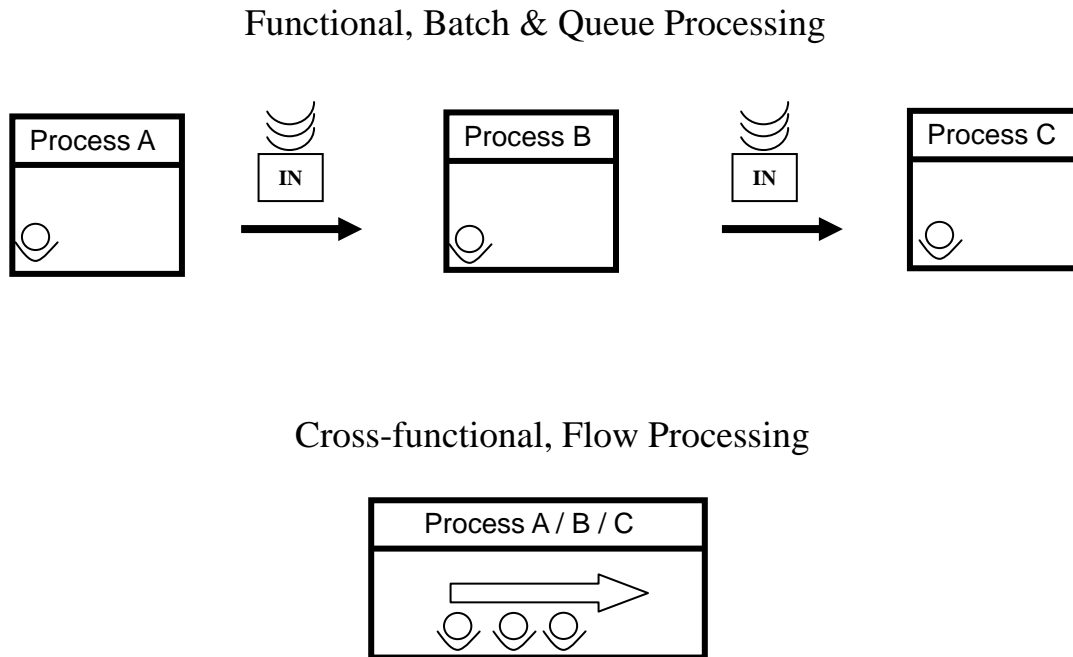 Functional, Batch & Queue Processing
Process A
IN
Process B
IN
Process C
Cross-functional, Flow Processing
Process A / B / C